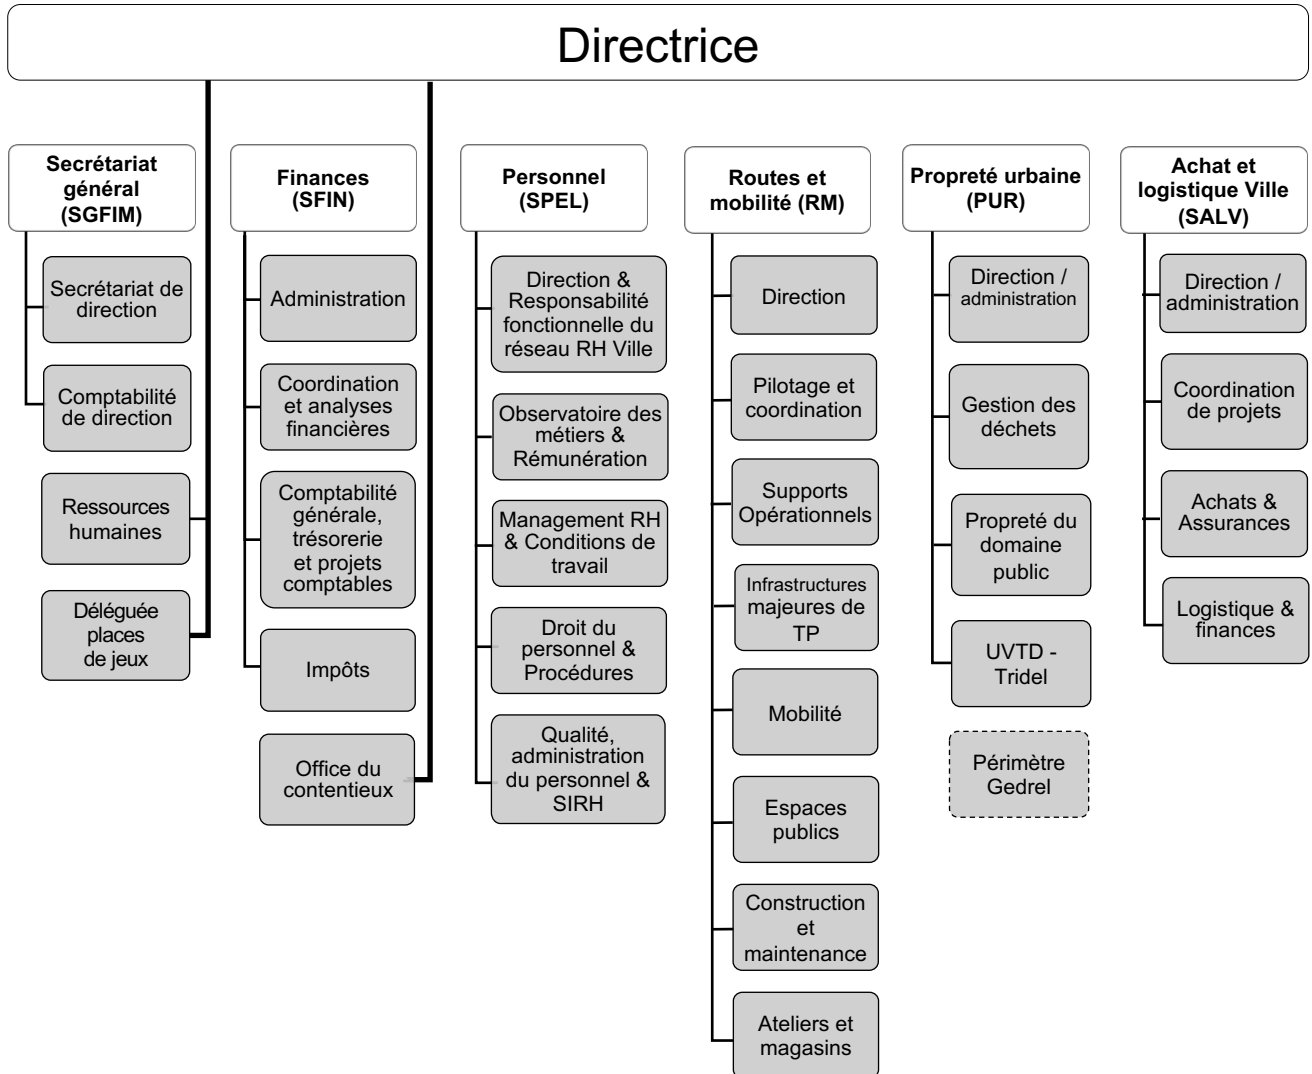 Directrice
Secrétariat
général
(SGFIM)
Secrétariat de
direction
Comptabilité
de direction
Ressources
humaines
Déléguée
places
de jeux
Finances
(SFIN)
Administration
Coordination
et analyses
financières
Comptabilité
générale,
trésorerie
et projets
comptables
Impôts
Office du
contentieux
Personnel
(SPEL)
Direction &
Responsabilité
fonctionnelle du
réseau RH Ville
Observatoire des
métiers &
Rémunération
Management RH
& Conditions de
travail
Droit du
personnel &
Procédures
Qualité,
administration
du personnel &
SIRH
Routes et
mobilité (RM)
Direction
Pilotage et
coordination
Supports
Opérationnels
Infrastructures
majeures de
TP
Mobilité
Espaces
publics
Construction
et
maintenance
Ateliers et
magasins
Propreté urbaine
(PUR)
Direction /
administration
Gestion des
déchets
Propreté du
domaine
public
UVTD -
Tridel
Périmètre
Gedrel
Achat et
logistique Ville
(SALV)
Direction /
administration
Coordination
de projets
Achats &
Assurances
Logistique &
finances